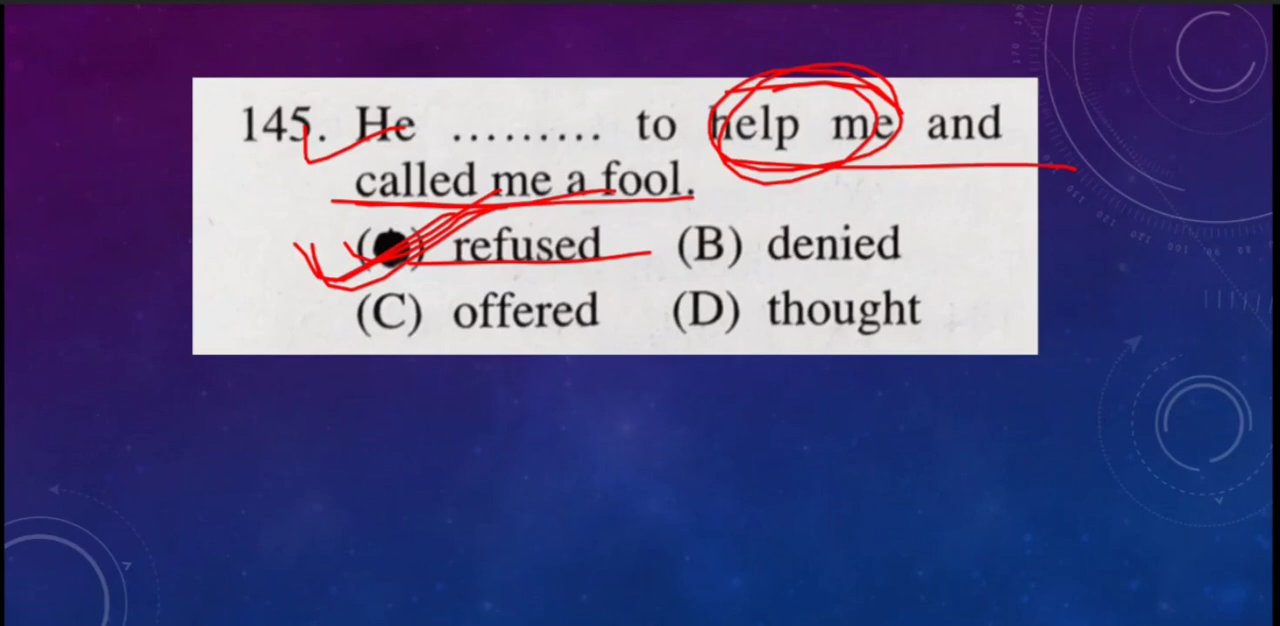 145. He ......... to help me and
called me a fool.
(●) refused (B) denied
(C) offered (D) thought